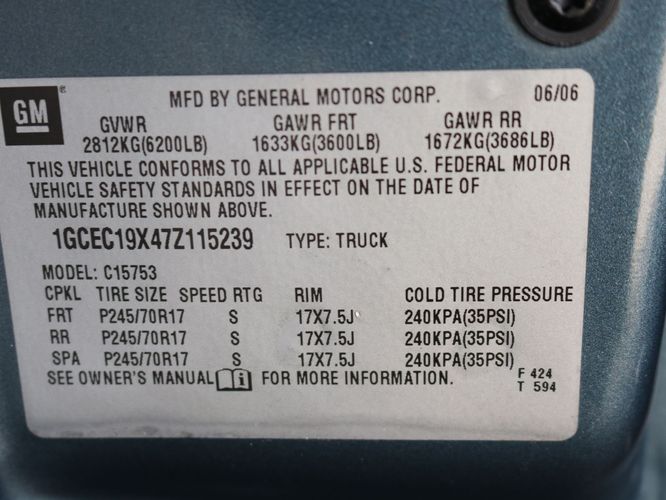 GM ®
MFD BY GENERAL MOTORS CORP. 06/06
GVWR GAWR FRT GAWR RR
2812KG(6200LB) 1633KG(3600LB) 1672KG(3686LB)
THIS VEHICLE CONFORMS TO ALL APPLICABLE U.S. FEDERAL MOTOR
VEHICLE SAFETY STANDARDS IN EFFECT ON THE DATE OF
MANUFACTURE SHOWN ABOVE.
1GCEC19X47Z115239 TYPE: TRUCK
MODEL: C15753
CPKL TIRE SIZE SPEED RTG RIM COLD TIRE PRESSURE
FRT P245/70R17 S 17X7.5J 240KPA(35PSI)
RR P245/70R17 S 17X7.5J 240KPA(35PSI)
SPA P245/70R17 S 17X7.5J 240KPA(35PSI)
SEE OWNER'S MANUAL i FOR MORE INFORMATION. F 424
T 594